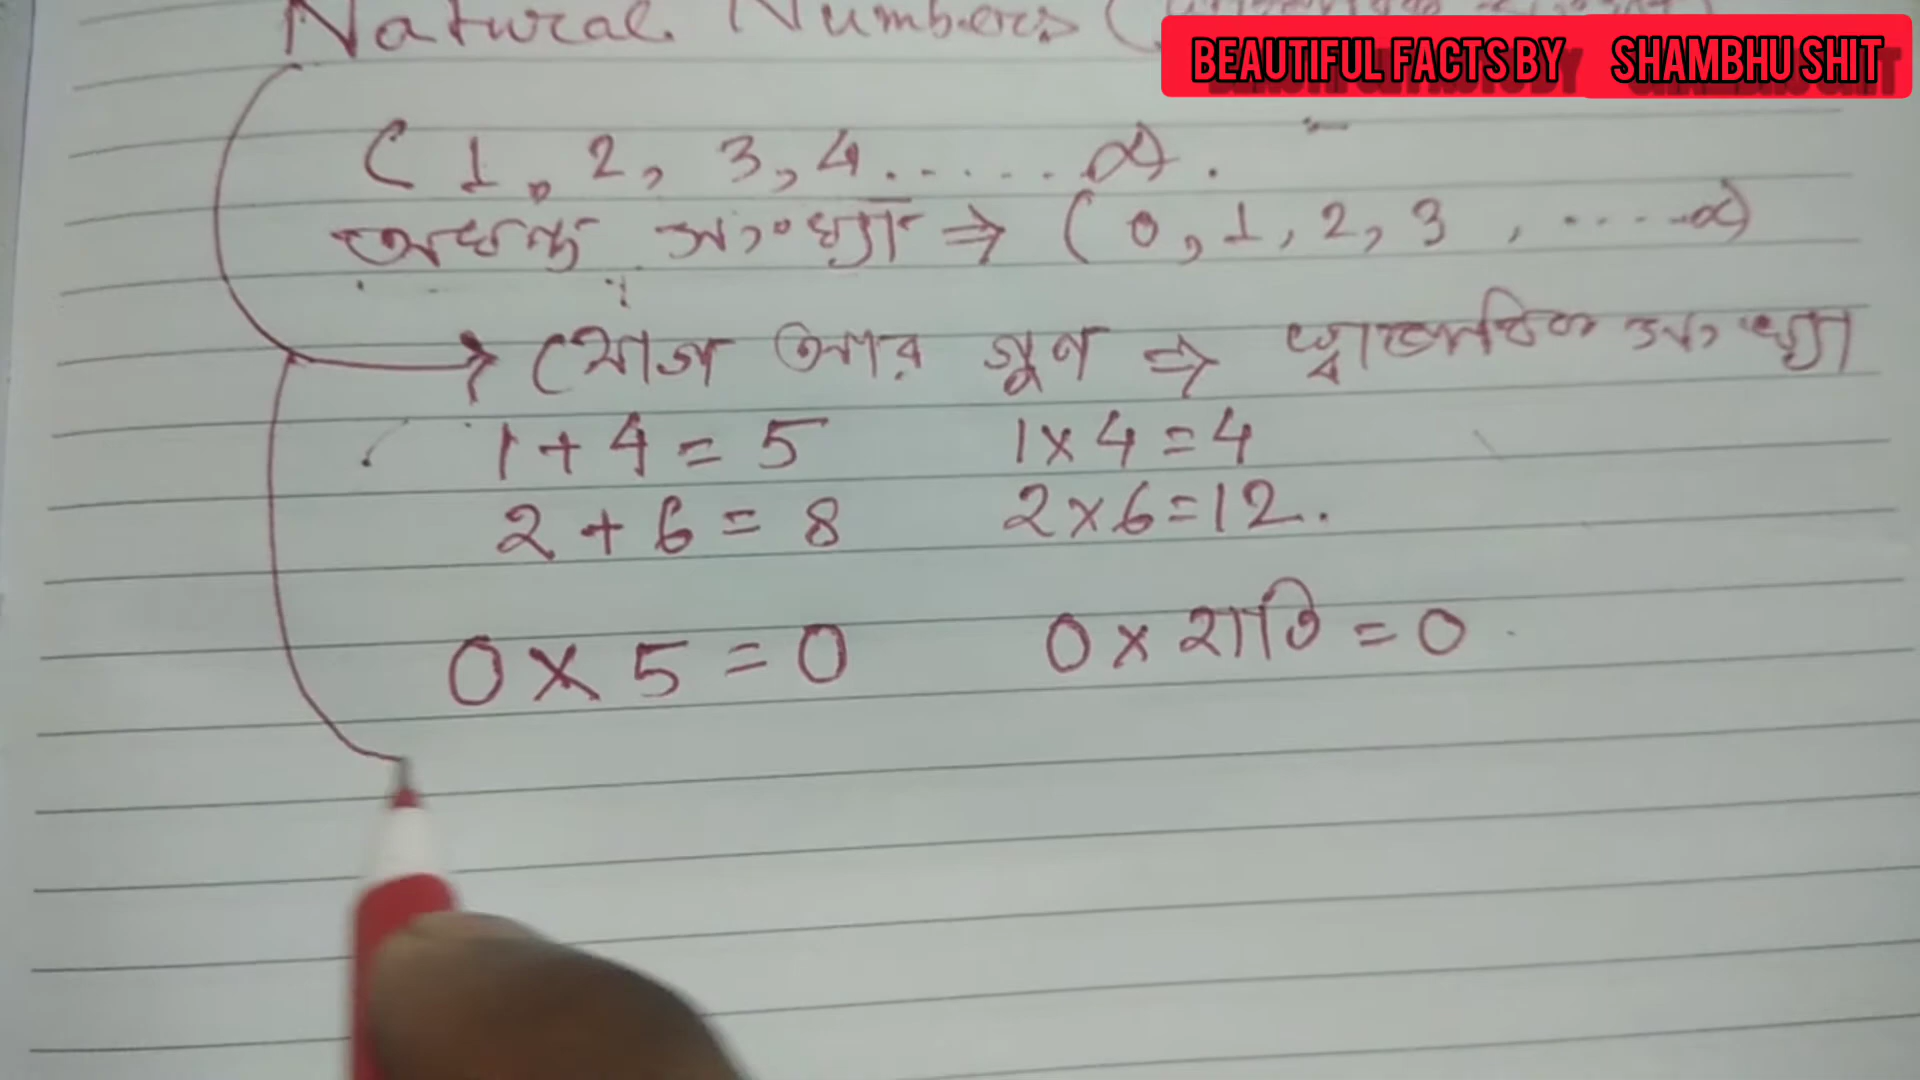 Natural Numbers (
BEAUTIFUL FACTS BY SHAMBHU SHIT
( 1, 2, 3, 4 ...... ∝).
অখন্ড সংখ্যা ⇒ ( 0, 1, 2, 3, .....∝)
যোগ আর গুণ ⇒ স্বাভাবিক সংখ্যা
1 + 4 = 5 1 × 4 = 4
2 + 6 = 8 2 × 6 = 12.
0 × 5 = 0 0 × রাশি = 0